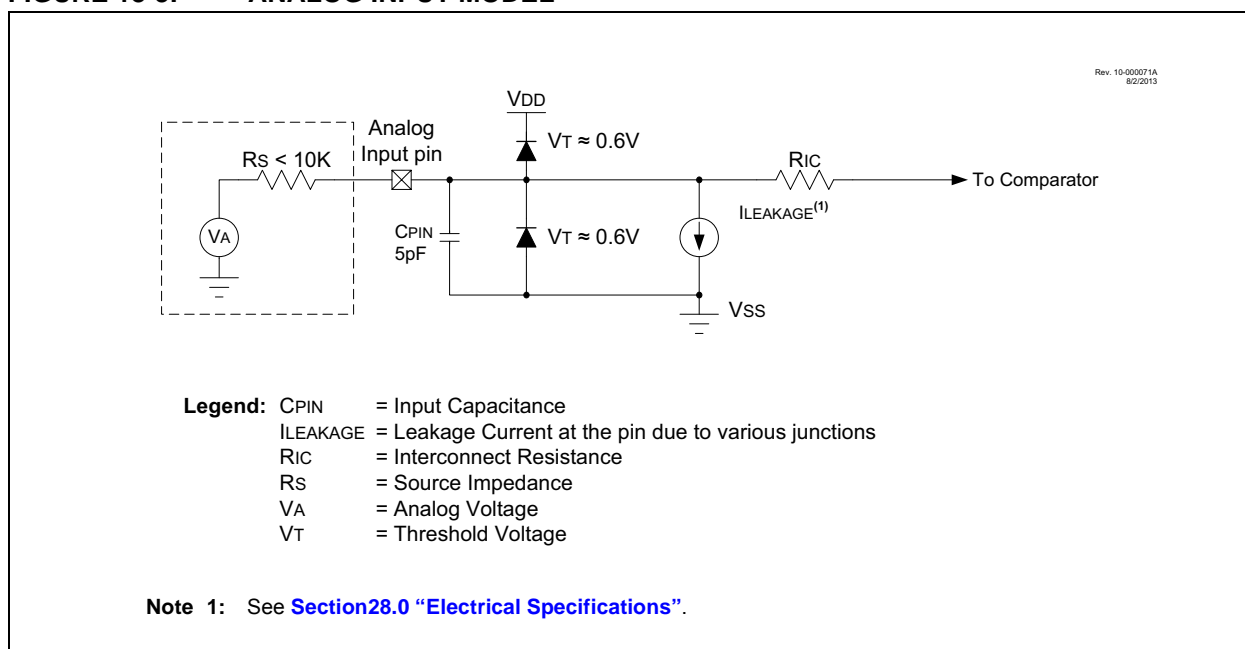 FIGURE 18-3: ANALOG INPUT MODEL
Rev. 10-000071A
8/2/2013
VDD
Analog
Input pin
VT ≈ 0.6V
RS < 10K
RIC
To Comparator
ILEAKAGE(1)
VA
CPIN
5pF
VT ≈ 0.6V
VSS
Legend: CPIN = Input Capacitance
ILEAKAGE = Leakage Current at the pin due to various junctions
RIC = Interconnect Resistance
RS = Source Impedance
VA = Analog Voltage
VT = Threshold Voltage
Note 1: See Section28.0 “Electrical Specifications”.